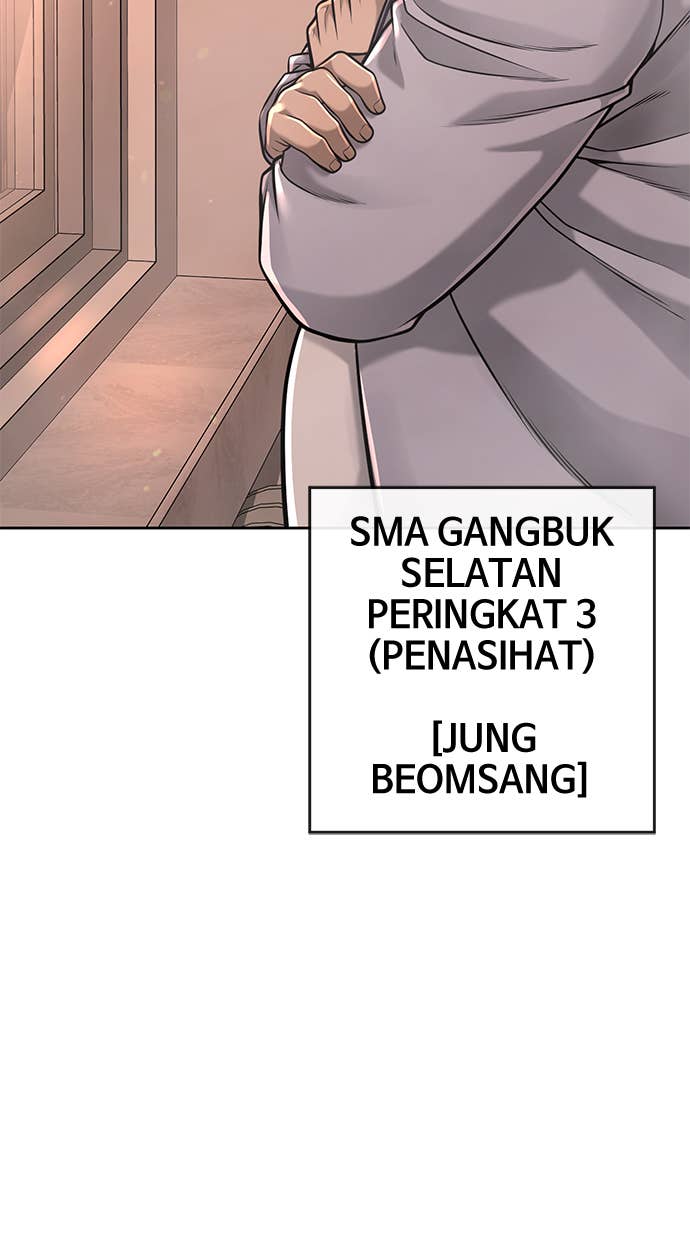 SMA GANGBUK
SELATAN
PERINGKAT 3
(PENASIHAT)
[JUNG
BEOMSANG]